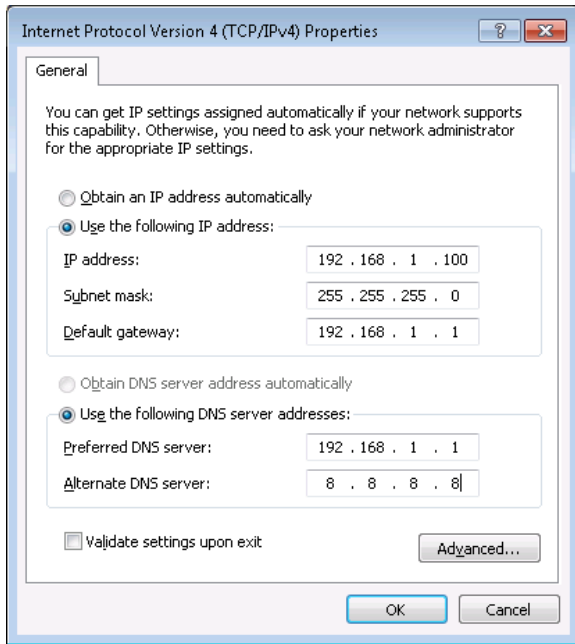 Internet Protocol Version 4 (TCP/IPv4) Properties
?
General
You can get IP settings assigned automatically if your network supports
this capability. Otherwise, you need to ask your network administrator
for the appropriate IP settings.
Obtain an IP address automatically
Use the following IP address:
IP address: 192 . 168 . 1 . 100
Subnet mask: 255 . 255 . 255 . 0
Default gateway: 192 . 168 . 1 . 1
Obtain DNS server address automatically
Use the following DNS server addresses:
Preferred DNS server: 192 . 168 . 1 . 1
Alternate DNS server: 8 . 8 . 8 . 8
Validate settings upon exit
Advanced...
OK Cancel